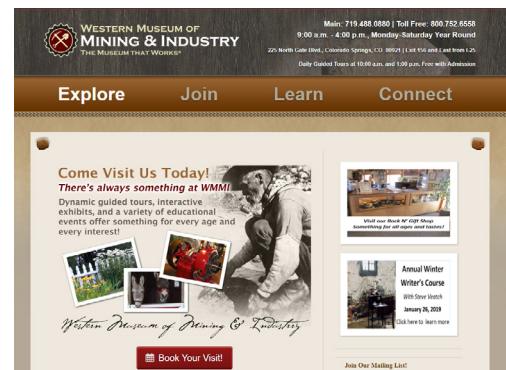 WESTERN MUSEUM OF
MINING & INDUSTRY
THE MUSEUM THAT WORKS®
Main: 719.488.0880 | Toll Free: 800.752.6558
9:00 a.m. - 4:00 p.m., Monday-Saturday Year Round
225 North Gate Blvd., Colorado Springs, CO 80921 | Exit 156 and East from I-25
Daily Guided Tours at 10:00 a.m. and 1:00 p.m. Free with Admission
Explore Join Learn Connect
Come Visit Us Today!
There's always something at WMMI
Dynamic guided tours, interactive
exhibits, and a variety of educational
events offer something for every age and
every interest!
Western Museum of Mining & Industry
Book Your Visit!
Visit our Rock N' Gift Shop
Something for all ages and tastes!
Annual Winter
Writer's Course
With Steve Veatch
January 26, 2019
Click here to learn more
Join Our Mailing List!